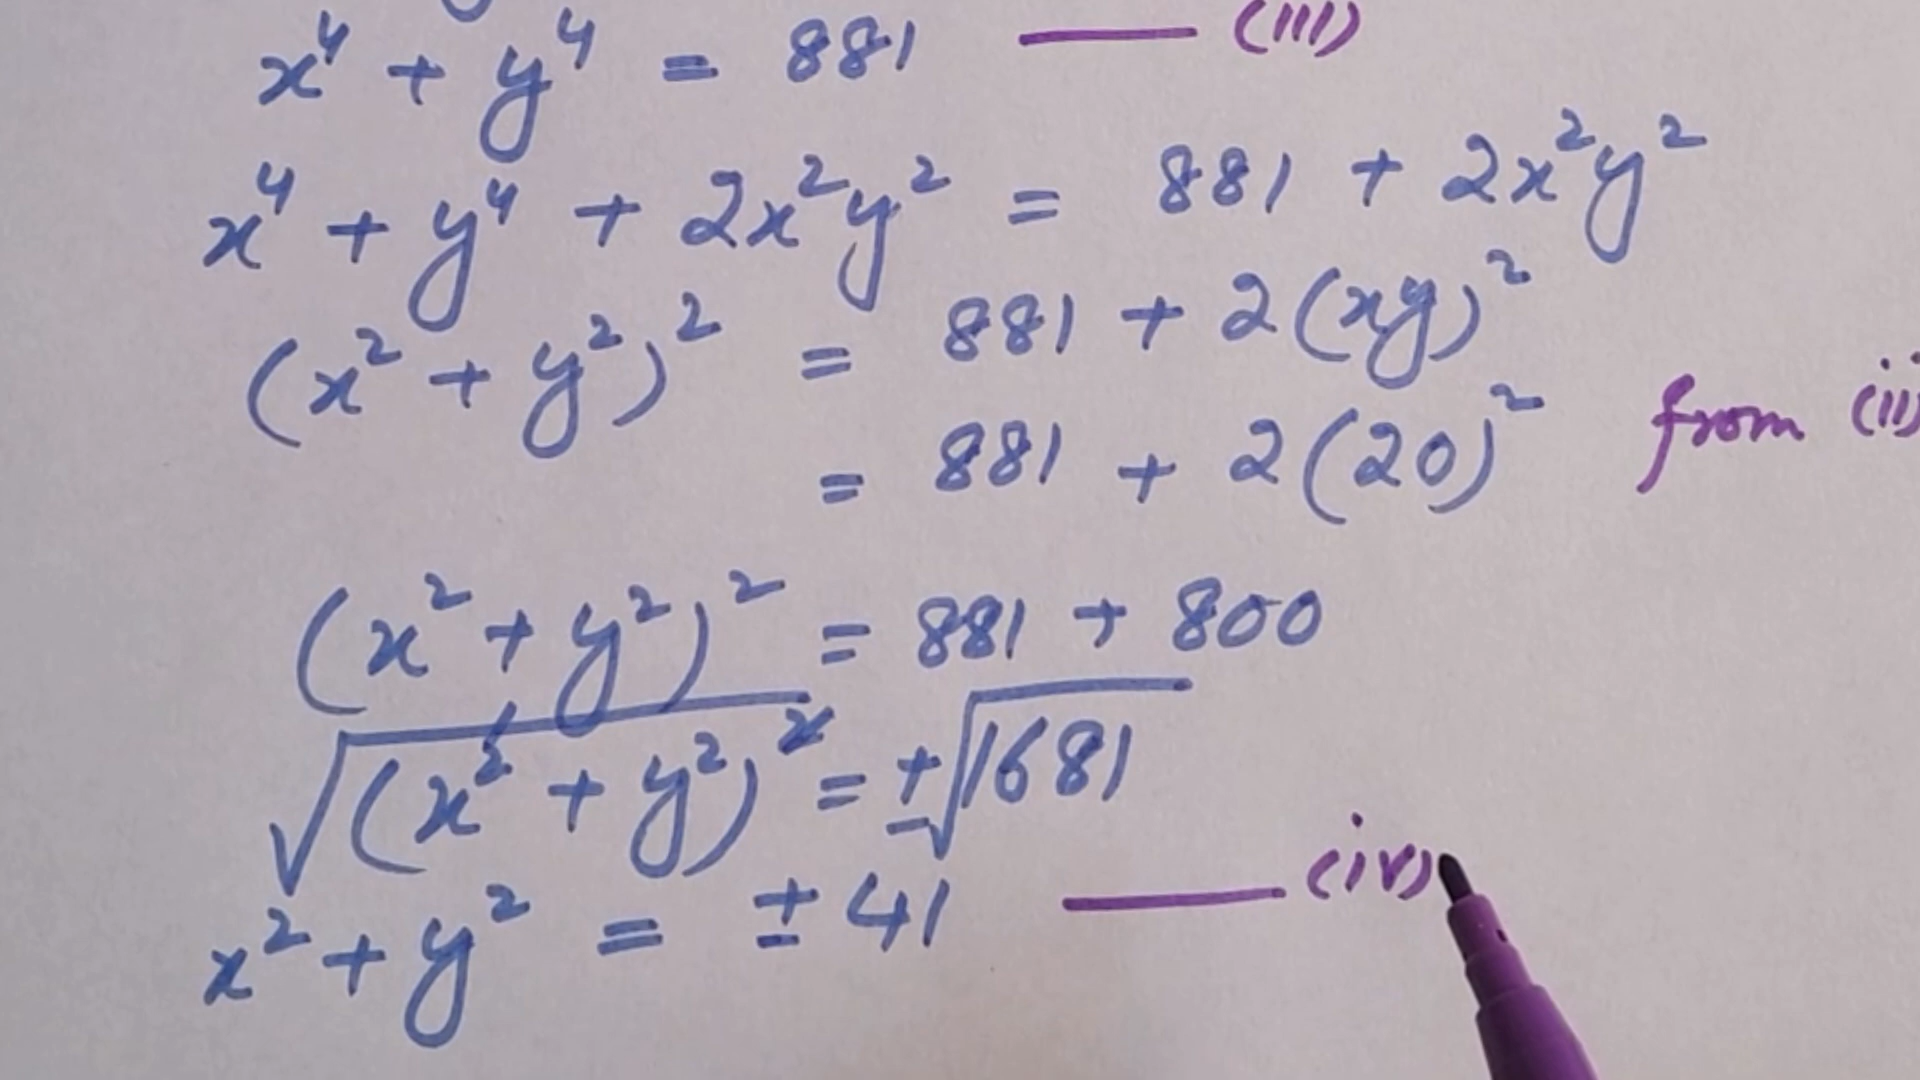 x⁴ + y⁴ = 881 —— (iii)
x⁴ + y⁴ + 2x²y² = 881 + 2x²y²
(x² + y²)² = 881 + 2(xy)²
= 881 + 2(20)² from (ii)
(x² + y²)² = 881 + 800
√(x² + y²)² = ±√1681
x² + y² = ± 41 —— (iv)